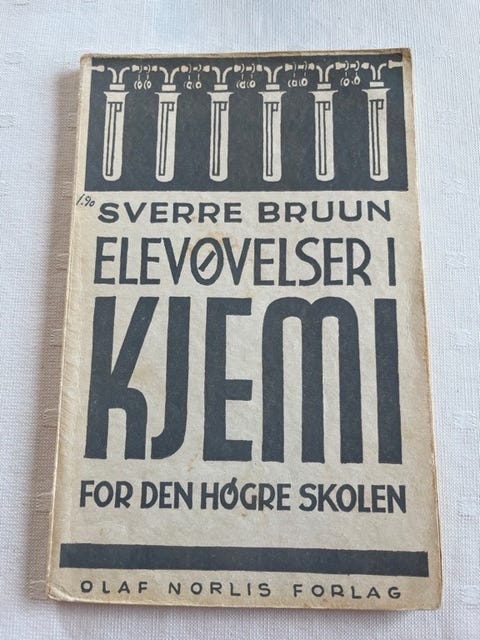 1.90
SVERRE BRUUN
ELEVØVELSER I
KJEMI
FOR DEN HØGRE SKOLEN
OLAF NORLIS FORLAG